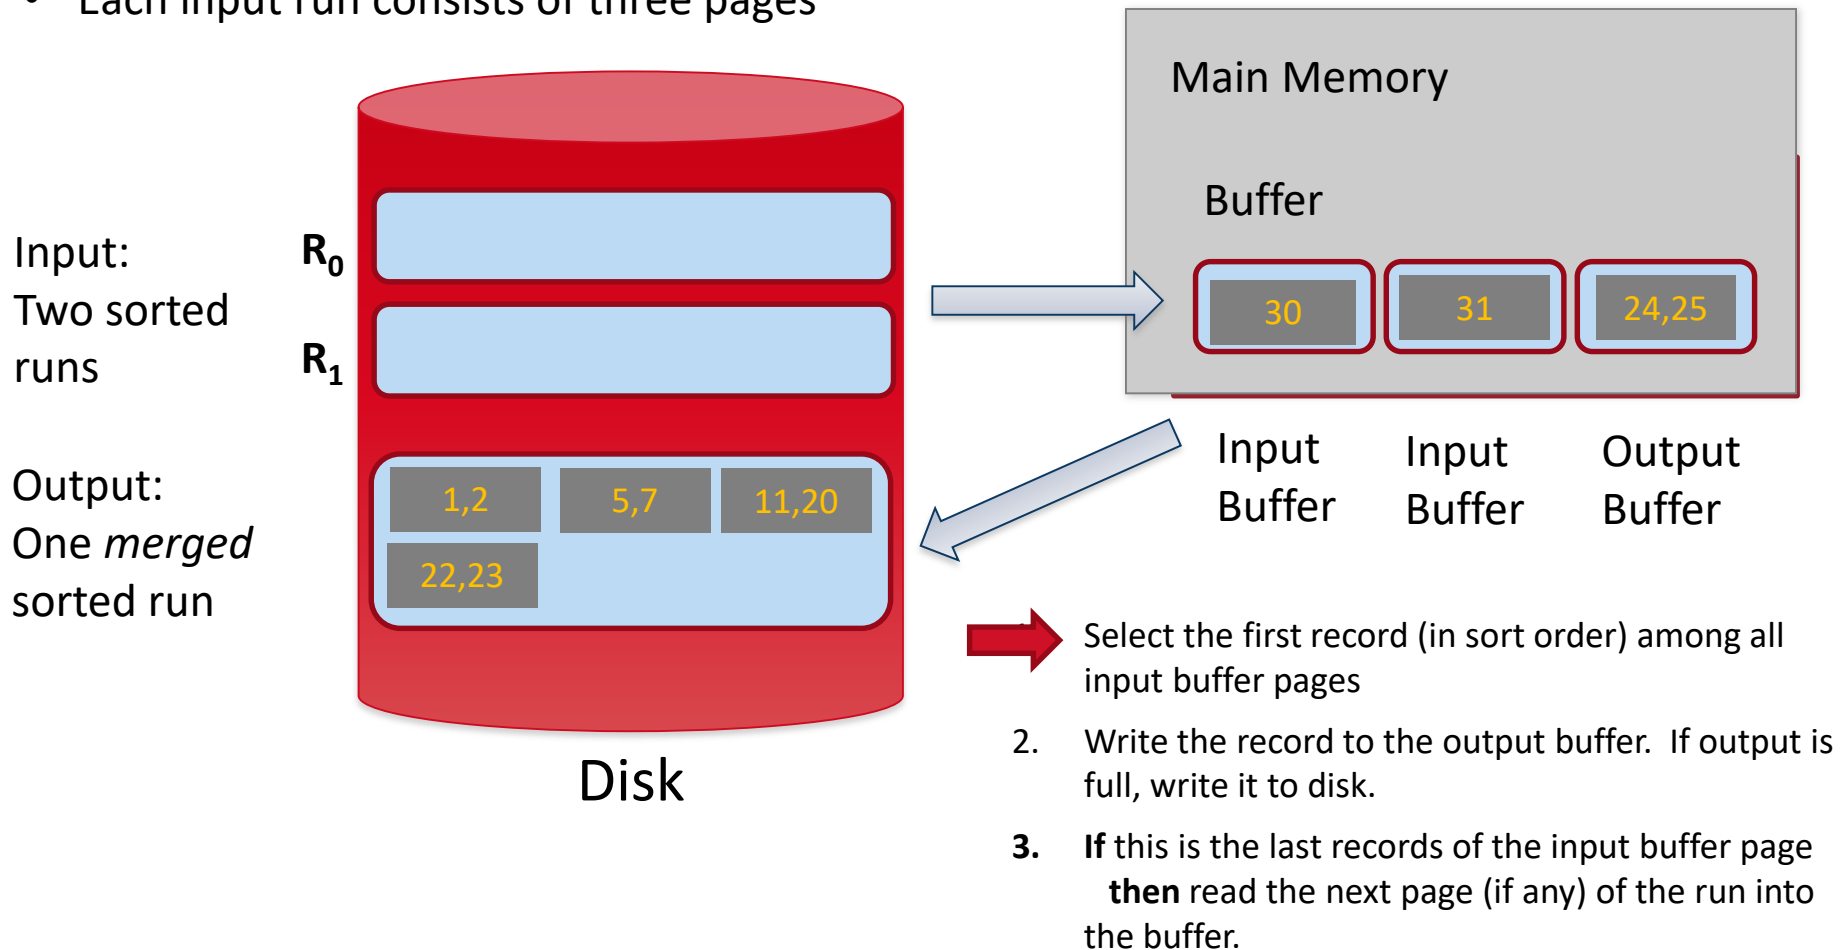 • Each input run consists of three pages
Main Memory
Buffer
Input:
Two sorted
runs
R0
R1
30
31
24,25
Input
Buffer
Input
Buffer
Output
Buffer
Output:
One merged
sorted run
1,2
5,7
11,20
22,23
Disk
Select the first record (in sort order) among all
input buffer pages
2. Write the record to the output buffer. If output is
full, write it to disk.
3. If this is the last records of the input buffer page
then read the next page (if any) of the run into
the buffer.